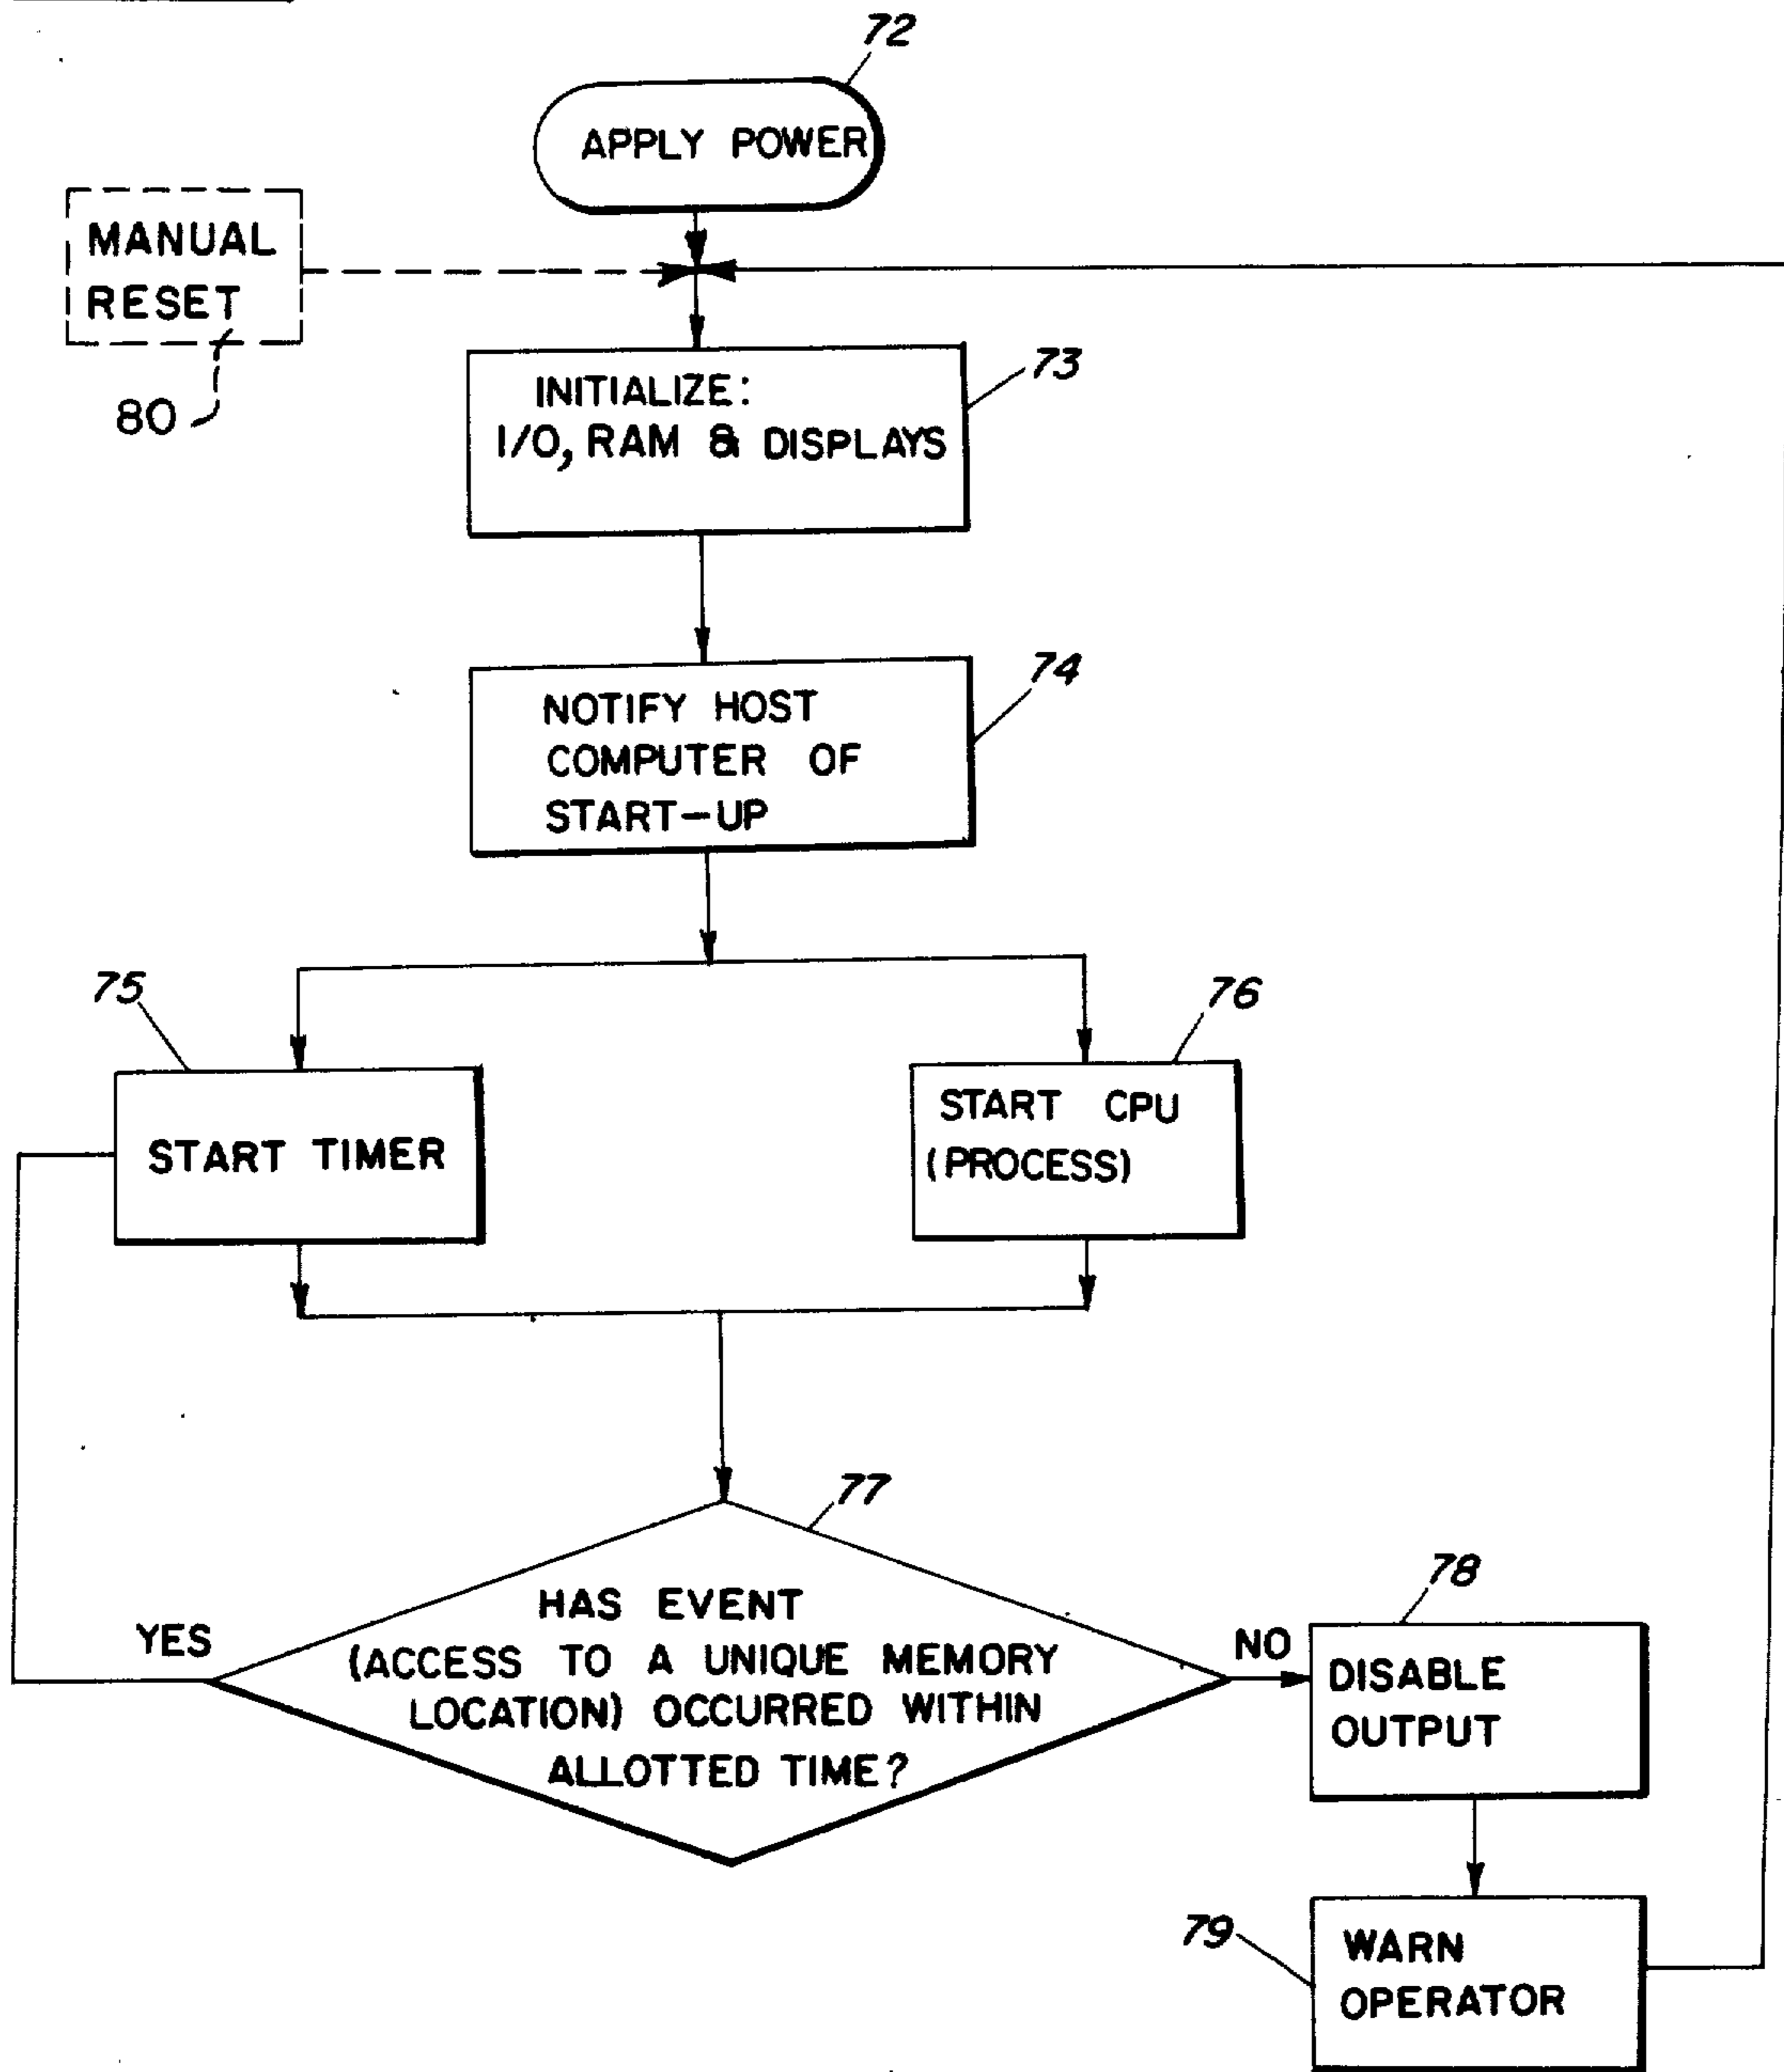 72
APPLY POWER
MANUAL
RESET
80
73
INITIALIZE:
I/O, RAM & DISPLAYS
74
NOTIFY HOST
COMPUTER OF
START-UP
75
START TIMER
76
START CPU
(PROCESS)
77
HAS EVENT
(ACCESS TO A UNIQUE MEMORY
LOCATION) OCCURRED WITHIN
ALLOTTED TIME?
YES
NO
78
DISABLE
OUTPUT
79
WARN
OPERATOR